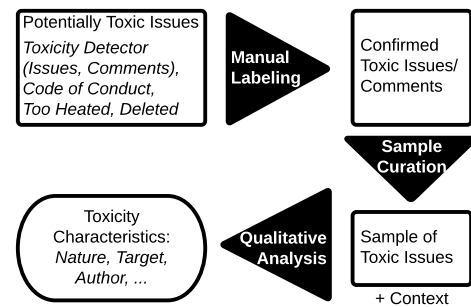 Potentially Toxic Issues
Toxicity Detector
(Issues, Comments),
Code of Conduct,
Too Heated, Deleted
Manual
Labeling
Confirmed
Toxic Issues/
Comments
Sample
Curation
Sample of
Toxic Issues
+ Context
Qualitative
Analysis
Toxicity
Characteristics:
Nature, Target,
Author, ...